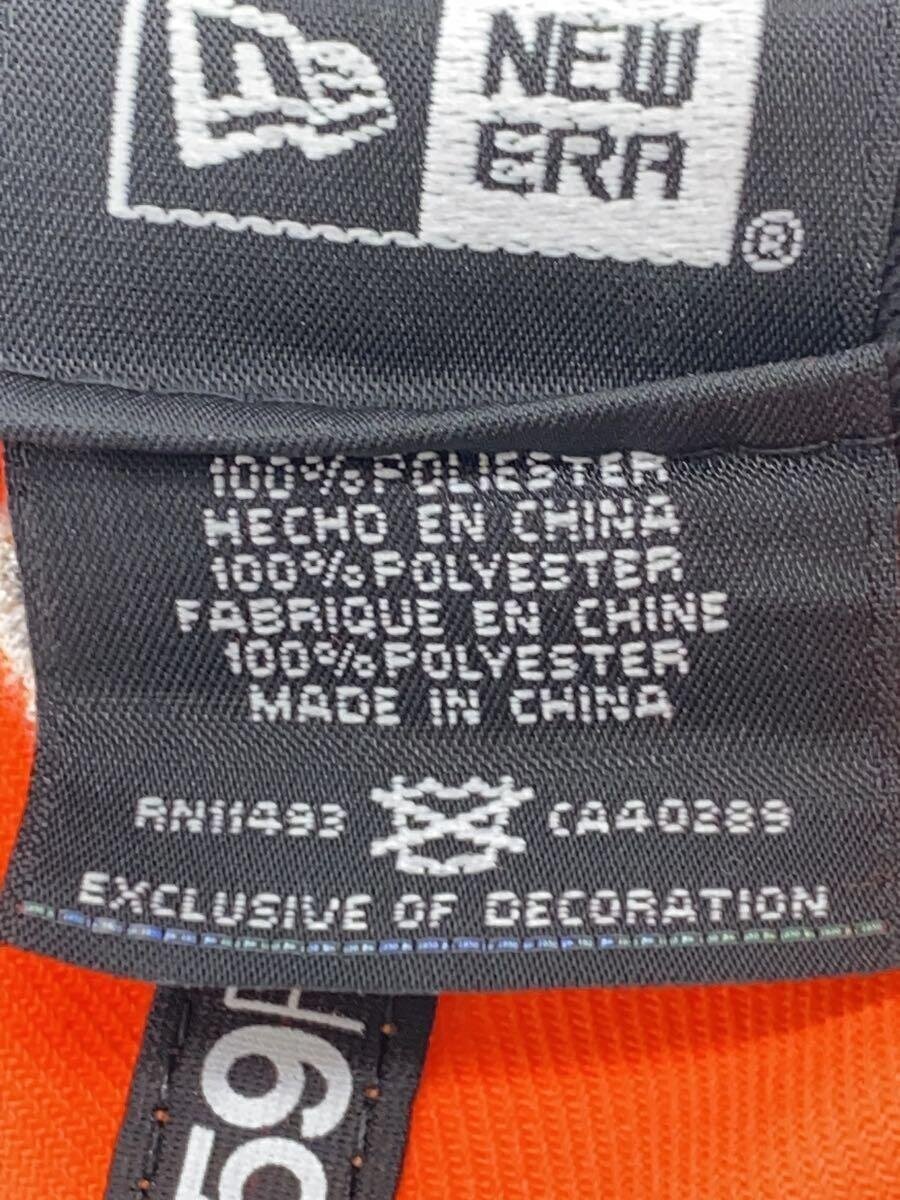 NEW
ERA
®
100% POLIESTER
HECHO EN CHINA
100% POLYESTER
FABRIQUE EN CHINE
100% POLYESTER
MADE IN CHINA
RN11493 CA40289
EXCLUSIVE OF DECORATION
59F